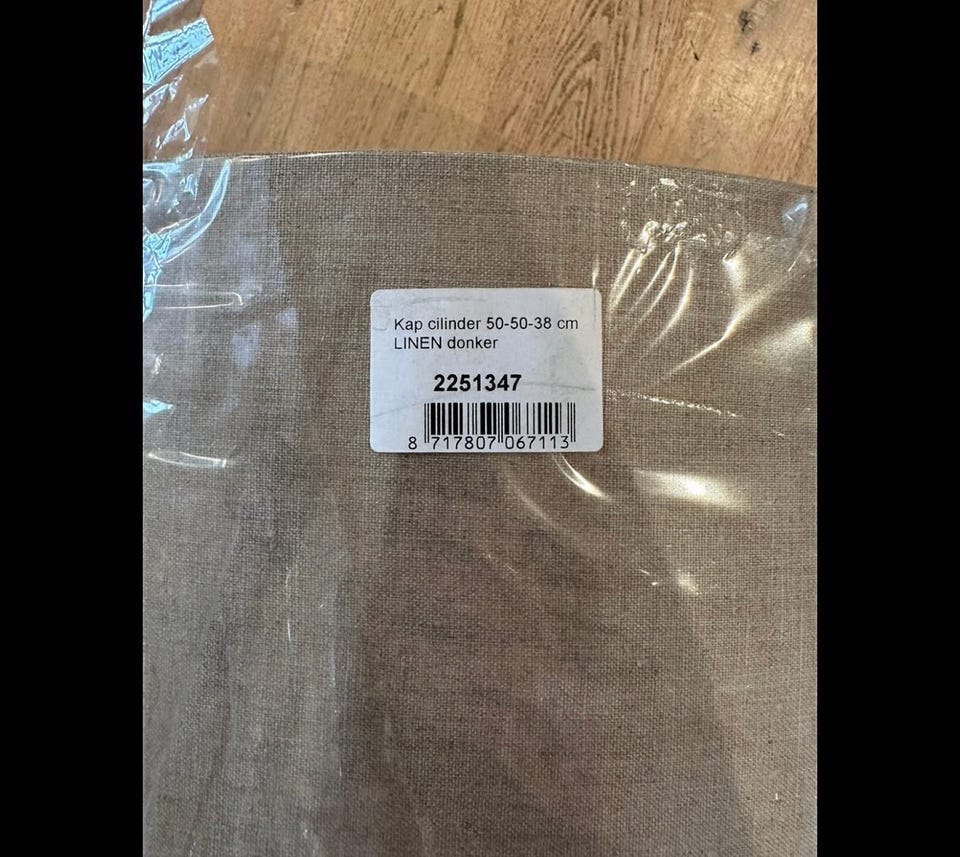 Kap cilinder 50-50-38 cm
LINEN donker
2251347
8 717807 067113